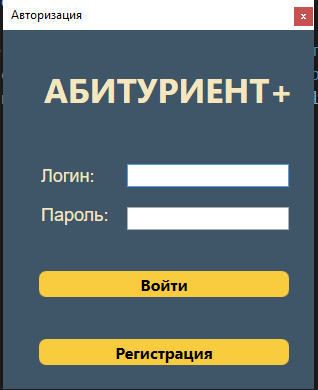 Авторизация
АБИТУРИЕНТ+
Логин:
Пароль:
Войти
Регистрация